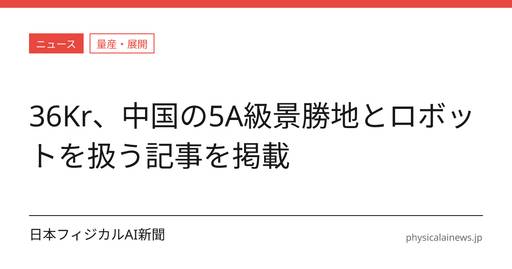 ニュース 量産・展開
36Kr、中国の5A級景勝地とロボッ
トを扱う記事を掲載
日本フィジカルAI新聞 physicalainews.jp